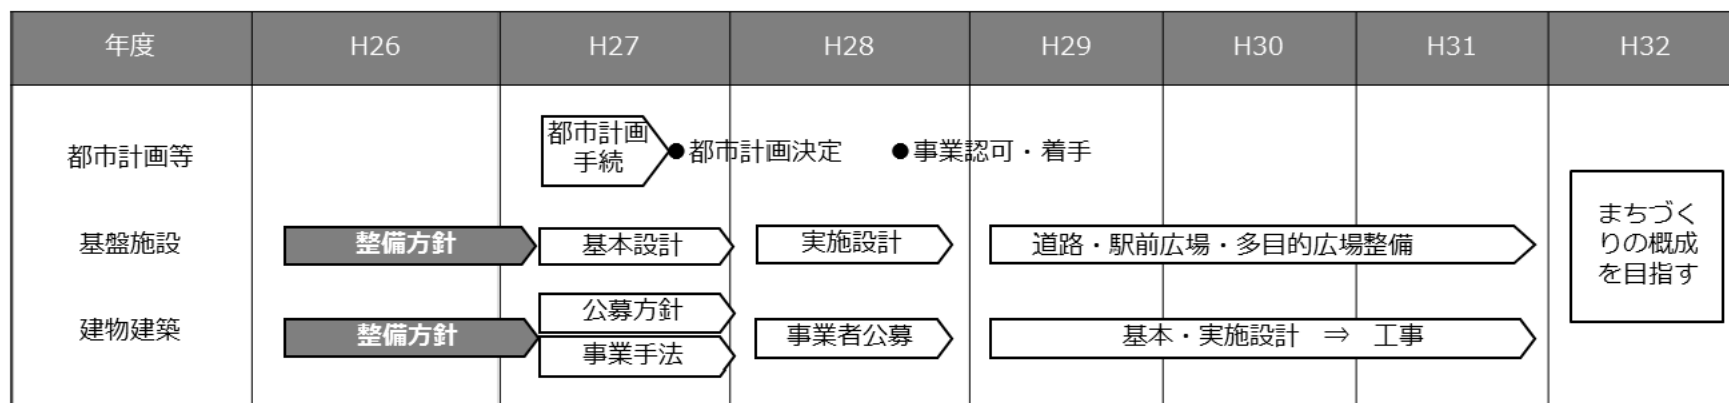 年度 H26 H27 H28 H29 H30 H31 H32
都市計画等
都市計画
手続
●都市計画決定
●事業認可・着手
基盤施設
整備方針
基本設計
実施設計
道路・駅前広場・多目的広場整備
建物建築
整備方針
公募方針
事業手法
事業者公募
基本・実施設計 ⇒ 工事
まちづく
りの概成
を目指す